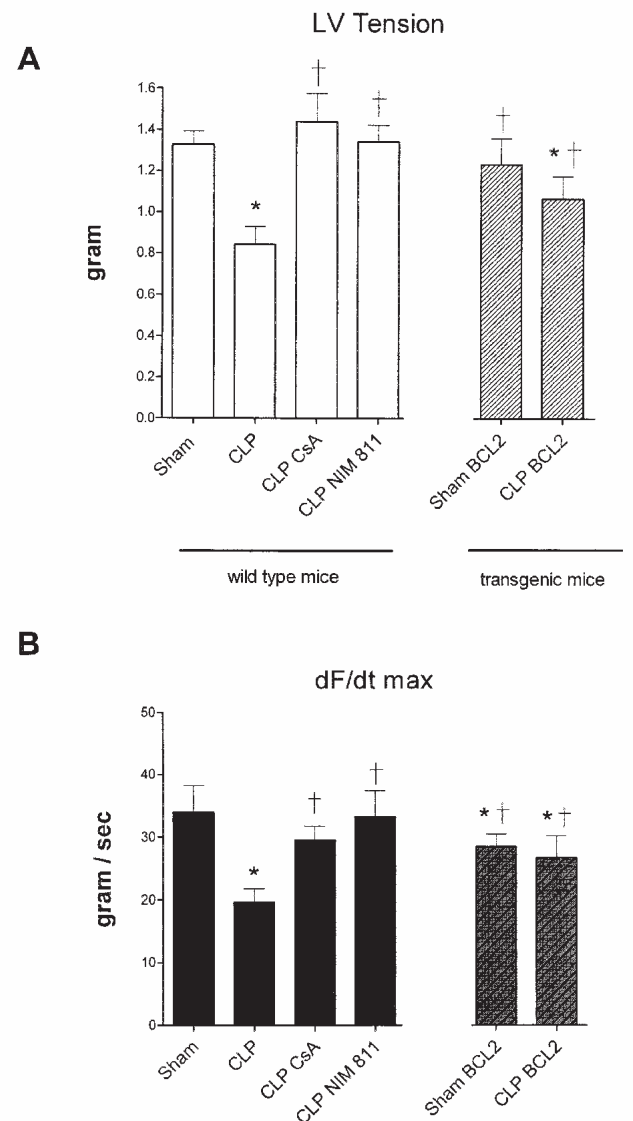 LV Tension
A
gram
1.6
1.4
1.2
1.0
0.8
0.6
0.4
0.2
0.0
†
*
†
†
†
* †
Sham
CLP
CLP CsA
CLP NIM 811
Sham BCL2
CLP BCL2
wild type mice
transgenic mice
B
dF/dt max
gram / sec
50
40
30
20
10
0
*
†
†
* †
* †
Sham
CLP
CLP CsA
CLP NIM 811
Sham BCL2
CLP BCL2